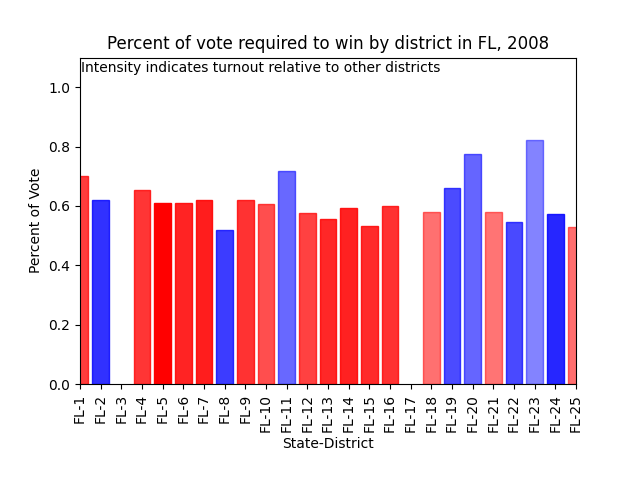 Percent of vote required to win by district in FL, 2008
Intensity indicates turnout relative to other districts
1.0
0.8
0.6
0.4
0.2
0.0
Percent of Vote
FL-1
FL-2
FL-3
FL-4
FL-5
FL-6
FL-7
FL-8
FL-9
FL-10
FL-11
FL-12
FL-13
FL-14
FL-15
FL-16
FL-17
FL-18
FL-19
FL-20
FL-21
FL-22
FL-23
FL-24
FL-25
State-District